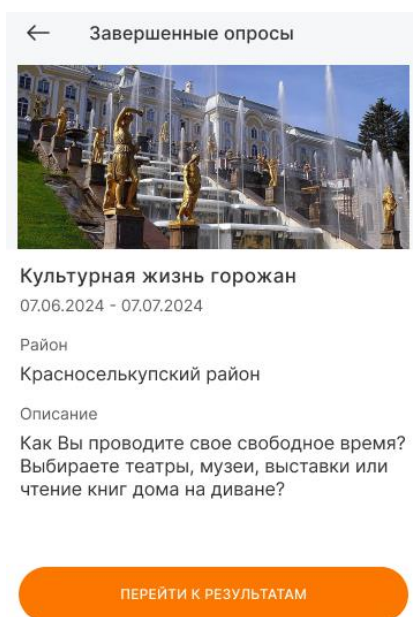 Завершенные опросы
Культурная жизнь горожан
07.06.2024 - 07.07.2024
Район
Красноселькупский район
Описание
Как Вы проводите свое свободное время?
Выбираете театры, музеи, выставки или
чтение книг дома на диване?
ПЕРЕЙТИ К РЕЗУЛЬТАТАМ